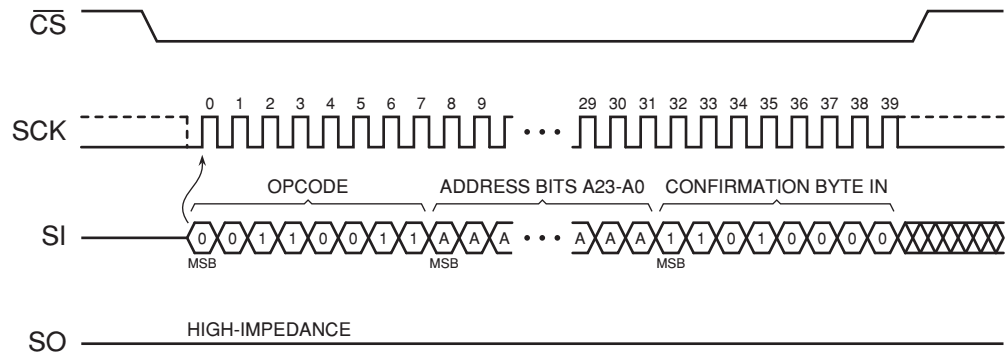 CS
0 1 2 3 4 5 6 7 8 9 29 30 31 32 33 34 35 36 37 38 39
SCK
OPCODE ADDRESS BITS A23-A0 CONFIRMATION BYTE IN
SI 0 0 1 1 0 0 1 1 A A A A A A 1 1 0 1 0 0 0 0
MSB MSB MSB
HIGH-IMPEDANCE
SO